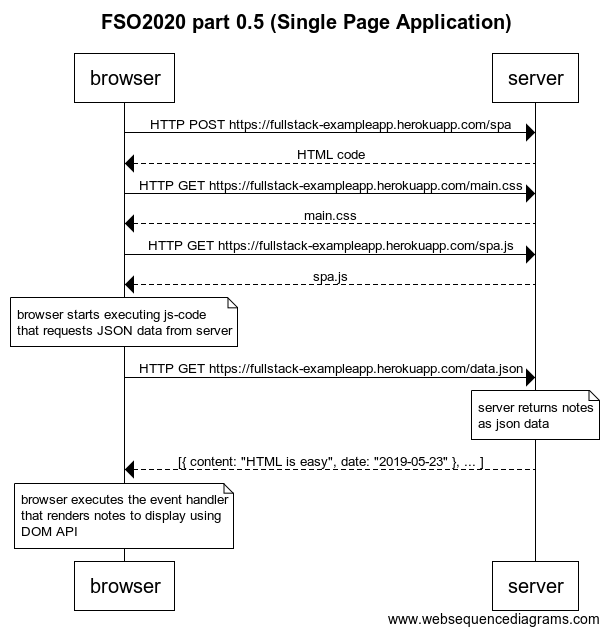 FSO2020 part 0.5 (Single Page Application)
browser
server
HTTP POST https://fullstack-exampleapp.herokuapp.com/spa
HTML code
HTTP GET https://fullstack-exampleapp.herokuapp.com/main.css
main.css
HTTP GET https://fullstack-exampleapp.herokuapp.com/spa.js
spa.js
browser starts executing js-code
that requests JSON data from server
HTTP GET https://fullstack-exampleapp.herokuapp.com/data.json
server returns notes
as json data
[{ content: "HTML is easy", date: "2019-05-23" }, ... ]
browser executes the event handler
that renders notes to display using
DOM API
browser
server
www.websequencediagrams.com